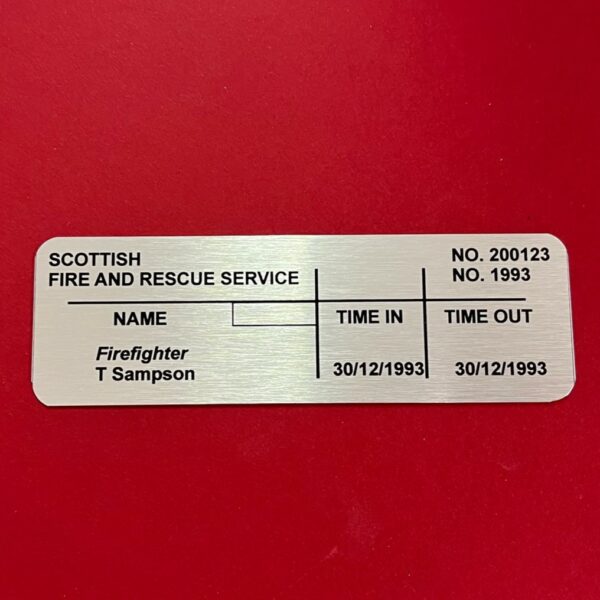 SCOTTISH
FIRE AND RESCUE SERVICE
NO. 200123
NO. 1993
NAME TIME IN TIME OUT
Firefighter
T Sampson 30/12/1993 30/12/1993